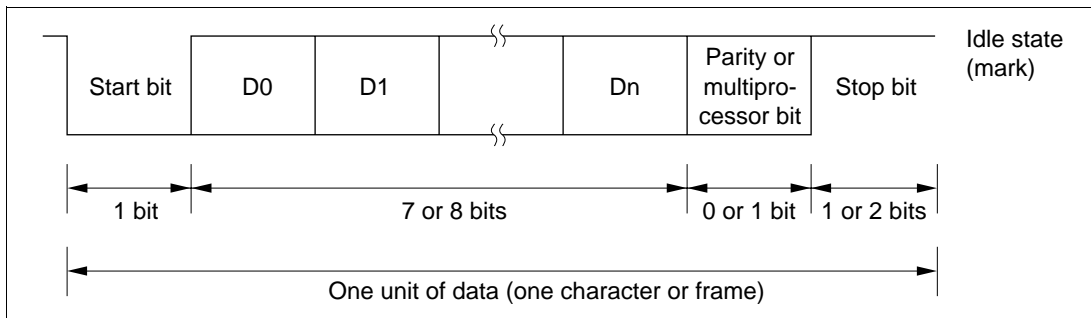 Idle state
(mark)
Start bit
D0
D1
Dn
Parity or
multipro-
cessor bit
Stop bit
1 bit
7 or 8 bits
0 or 1 bit
1 or 2 bits
One unit of data (one character or frame)